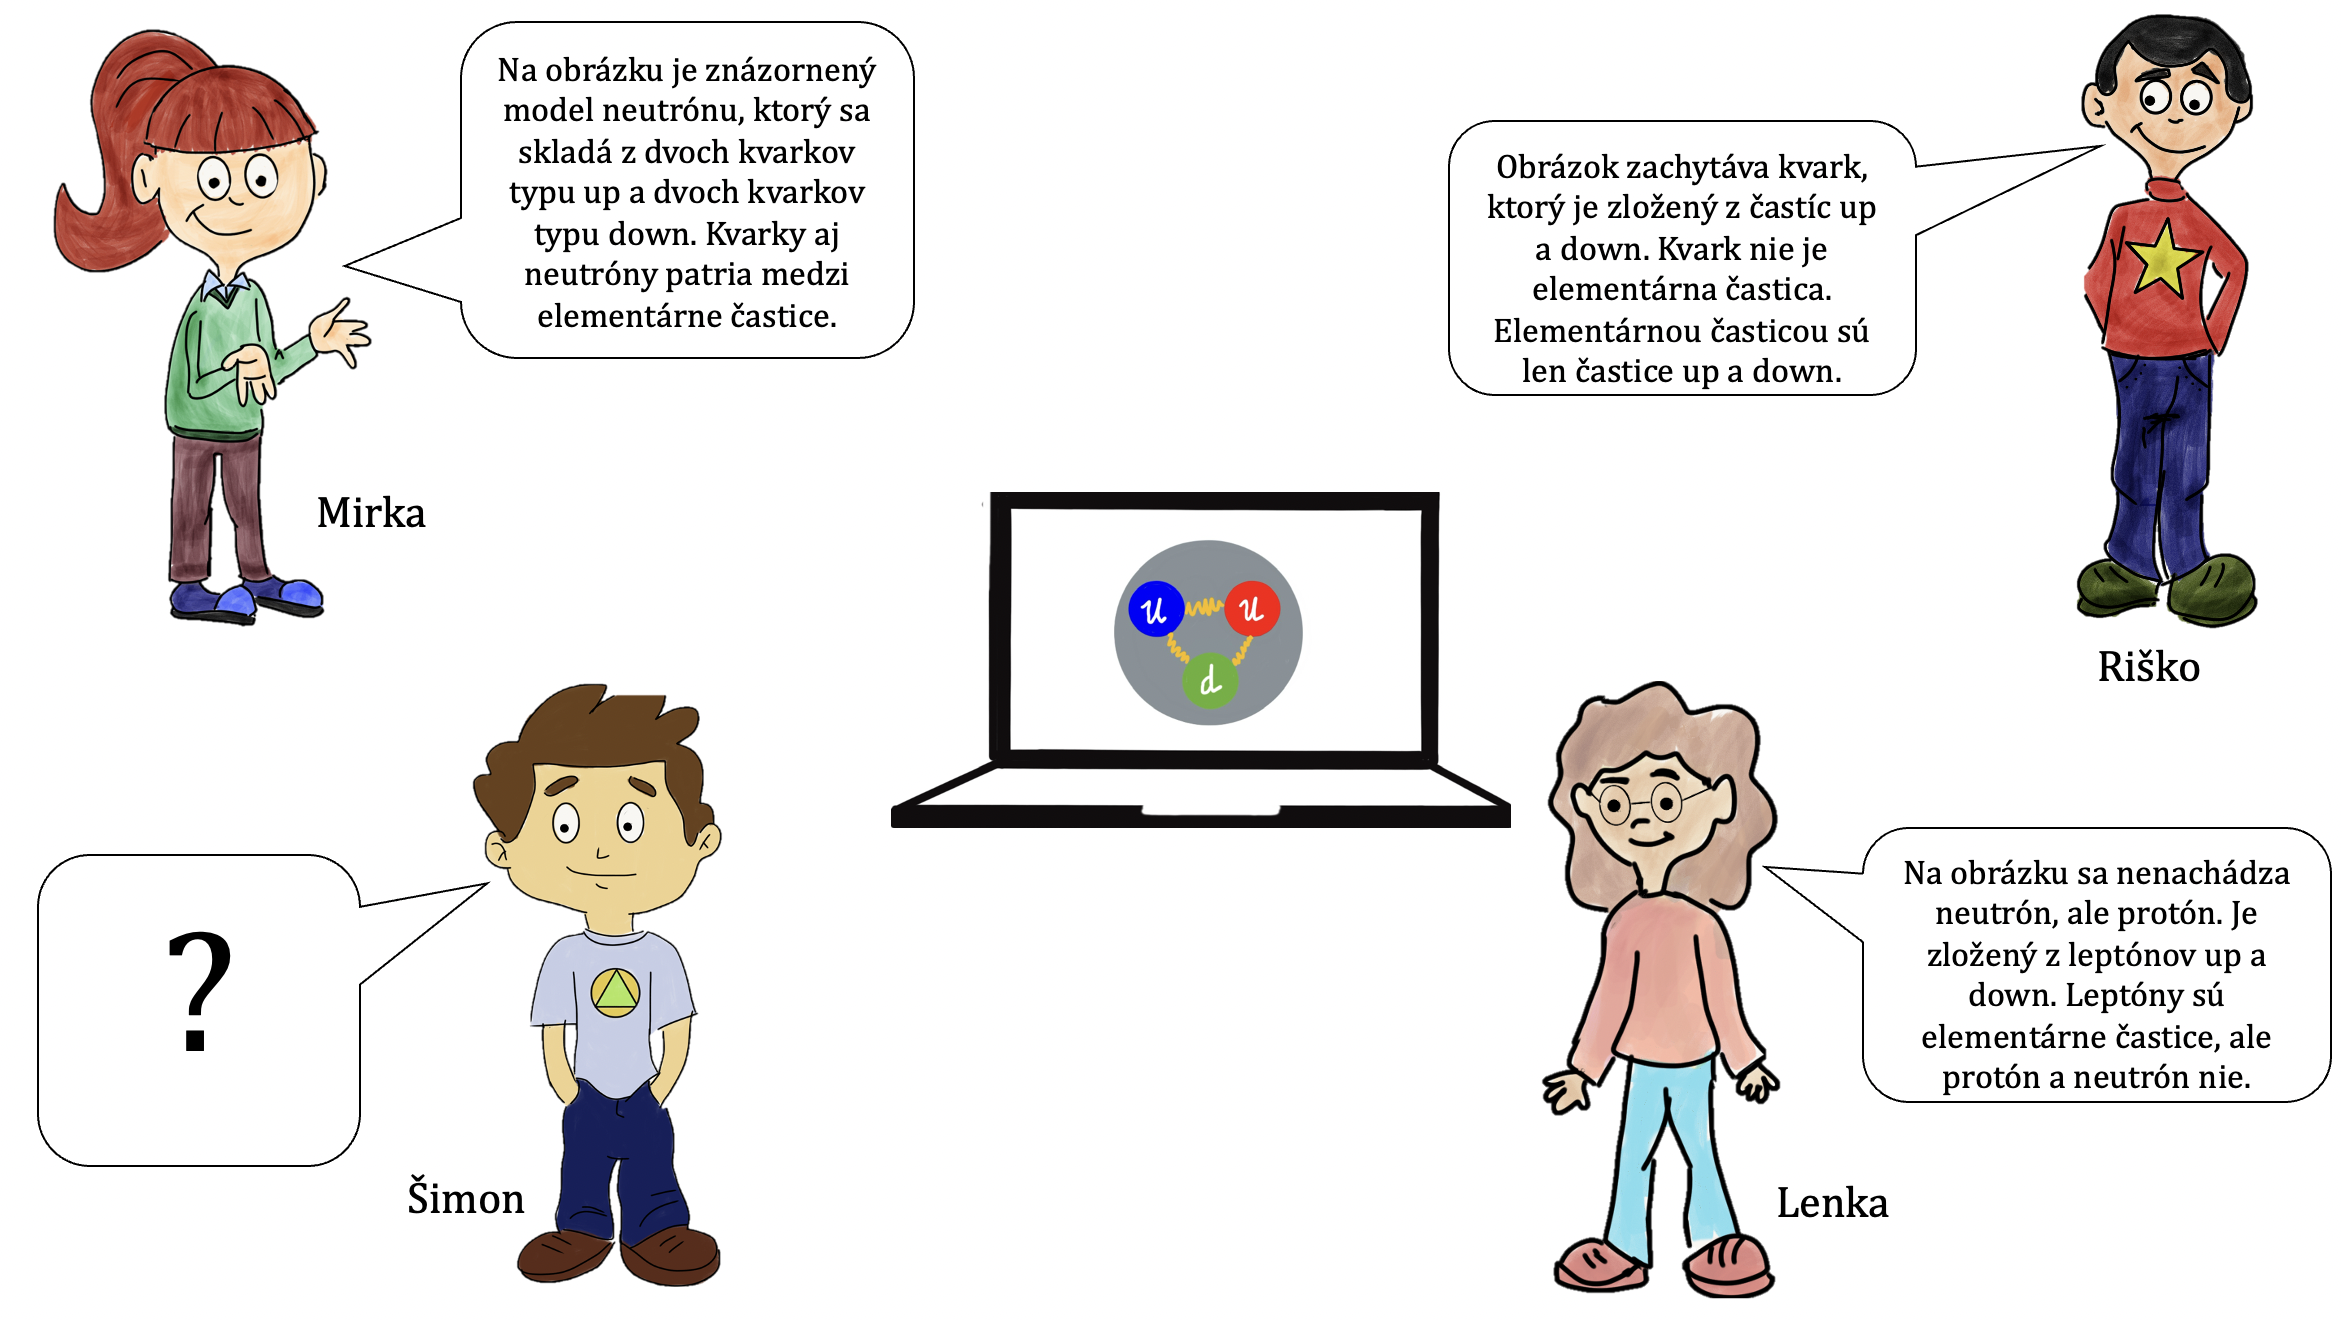 Na obrázku je znázornený
model neutrónu, ktorý sa
skladá z dvoch kvarkov
typu up a dvoch kvarkov
typu down. Kvarky aj
neutróny patria medzi
elementárne častice.
Mirka
Obrázok zachytáva kvark,
ktorý je zložený z častíc up
a down. Kvark nie je
elementárna častica.
Elementárnou časticou sú
len častice up a down.
Riško
u u
d
?
Šimon
Na obrázku sa nenachádza
neutrón, ale protón. Je
zložený z leptónov up a
down. Leptóny sú
elementárne častice, ale
protón a neutrón nie.
Lenka